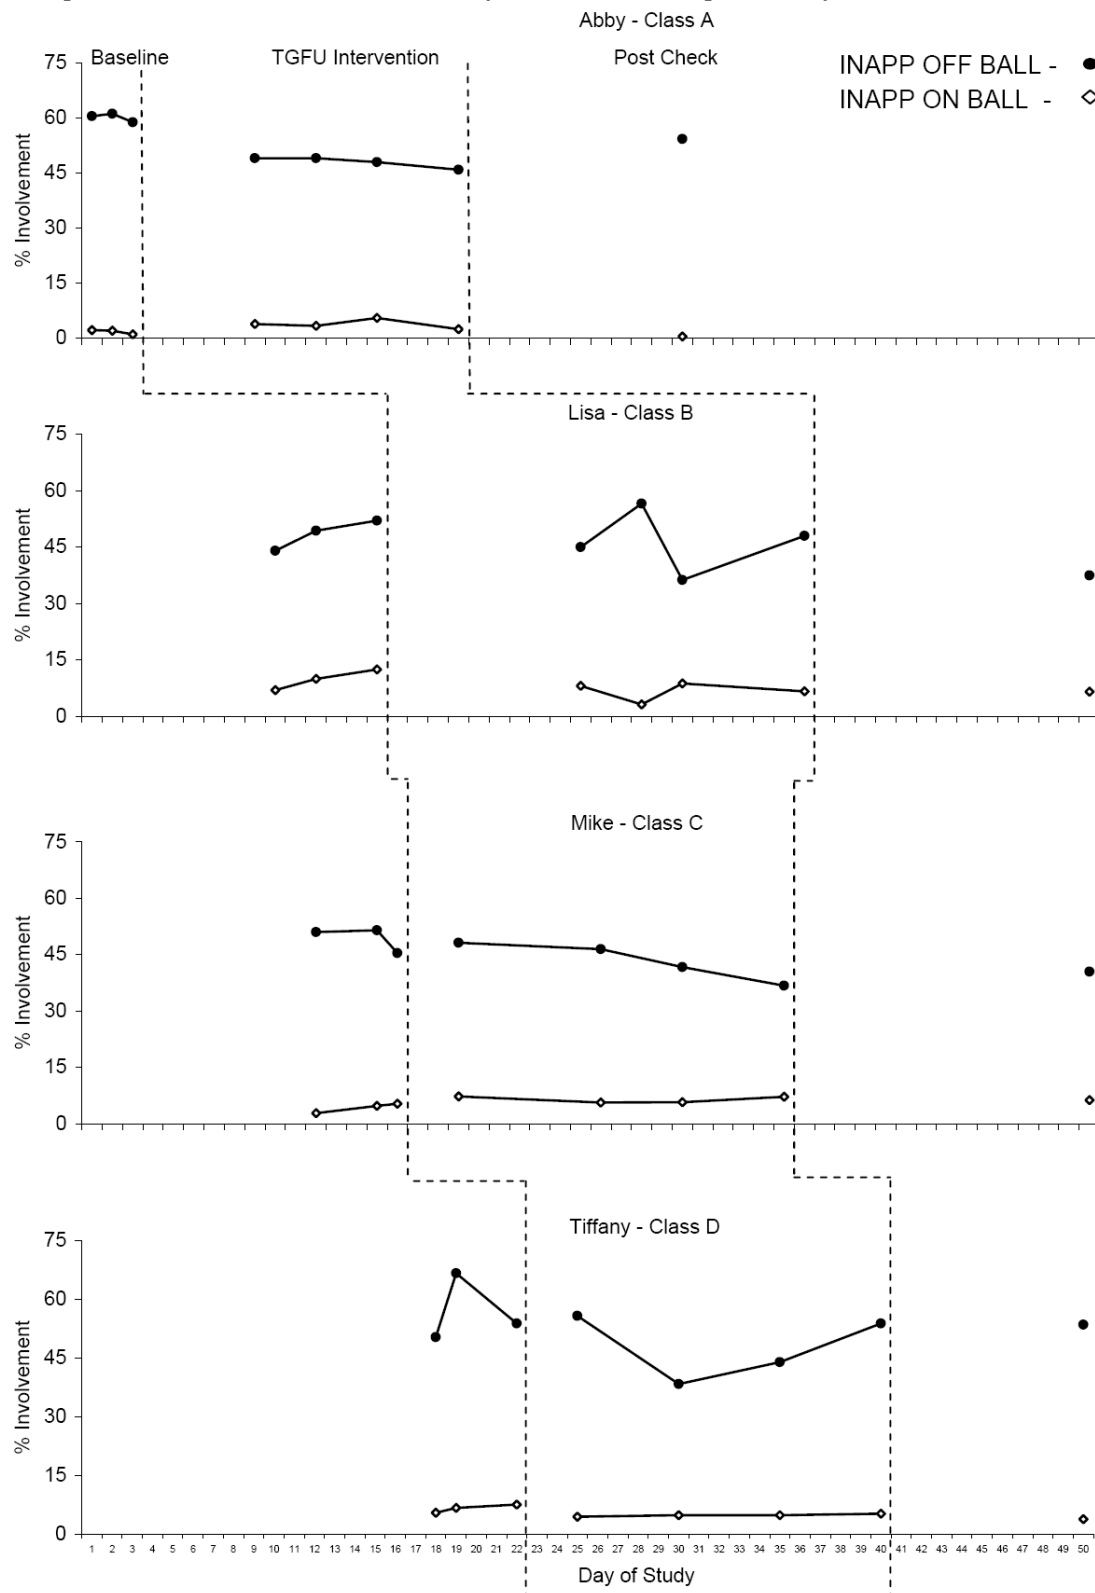 Abby - Class A
Baseline TGFU Intervention Post Check
INAPP OFF BALL -
INAPP ON BALL -
75
60
45
30
15
0
% Involvement
Lisa - Class B
75
60
45
30
15
0
% Involvement
Mike - Class C
75
60
45
30
15
0
% Involvement
Tiffany - Class D
75
60
45
30
15
0
% Involvement
1 2 3 4 5 6 7 8 9 10 11 12 13 14 15 16 17 18 19 20 21 22 23 24 25 26 27 28 29 30 31 32 33 34 35 36 37 38 39 40 41 42 43 44 45 46 47 48 49 50
Day of Study